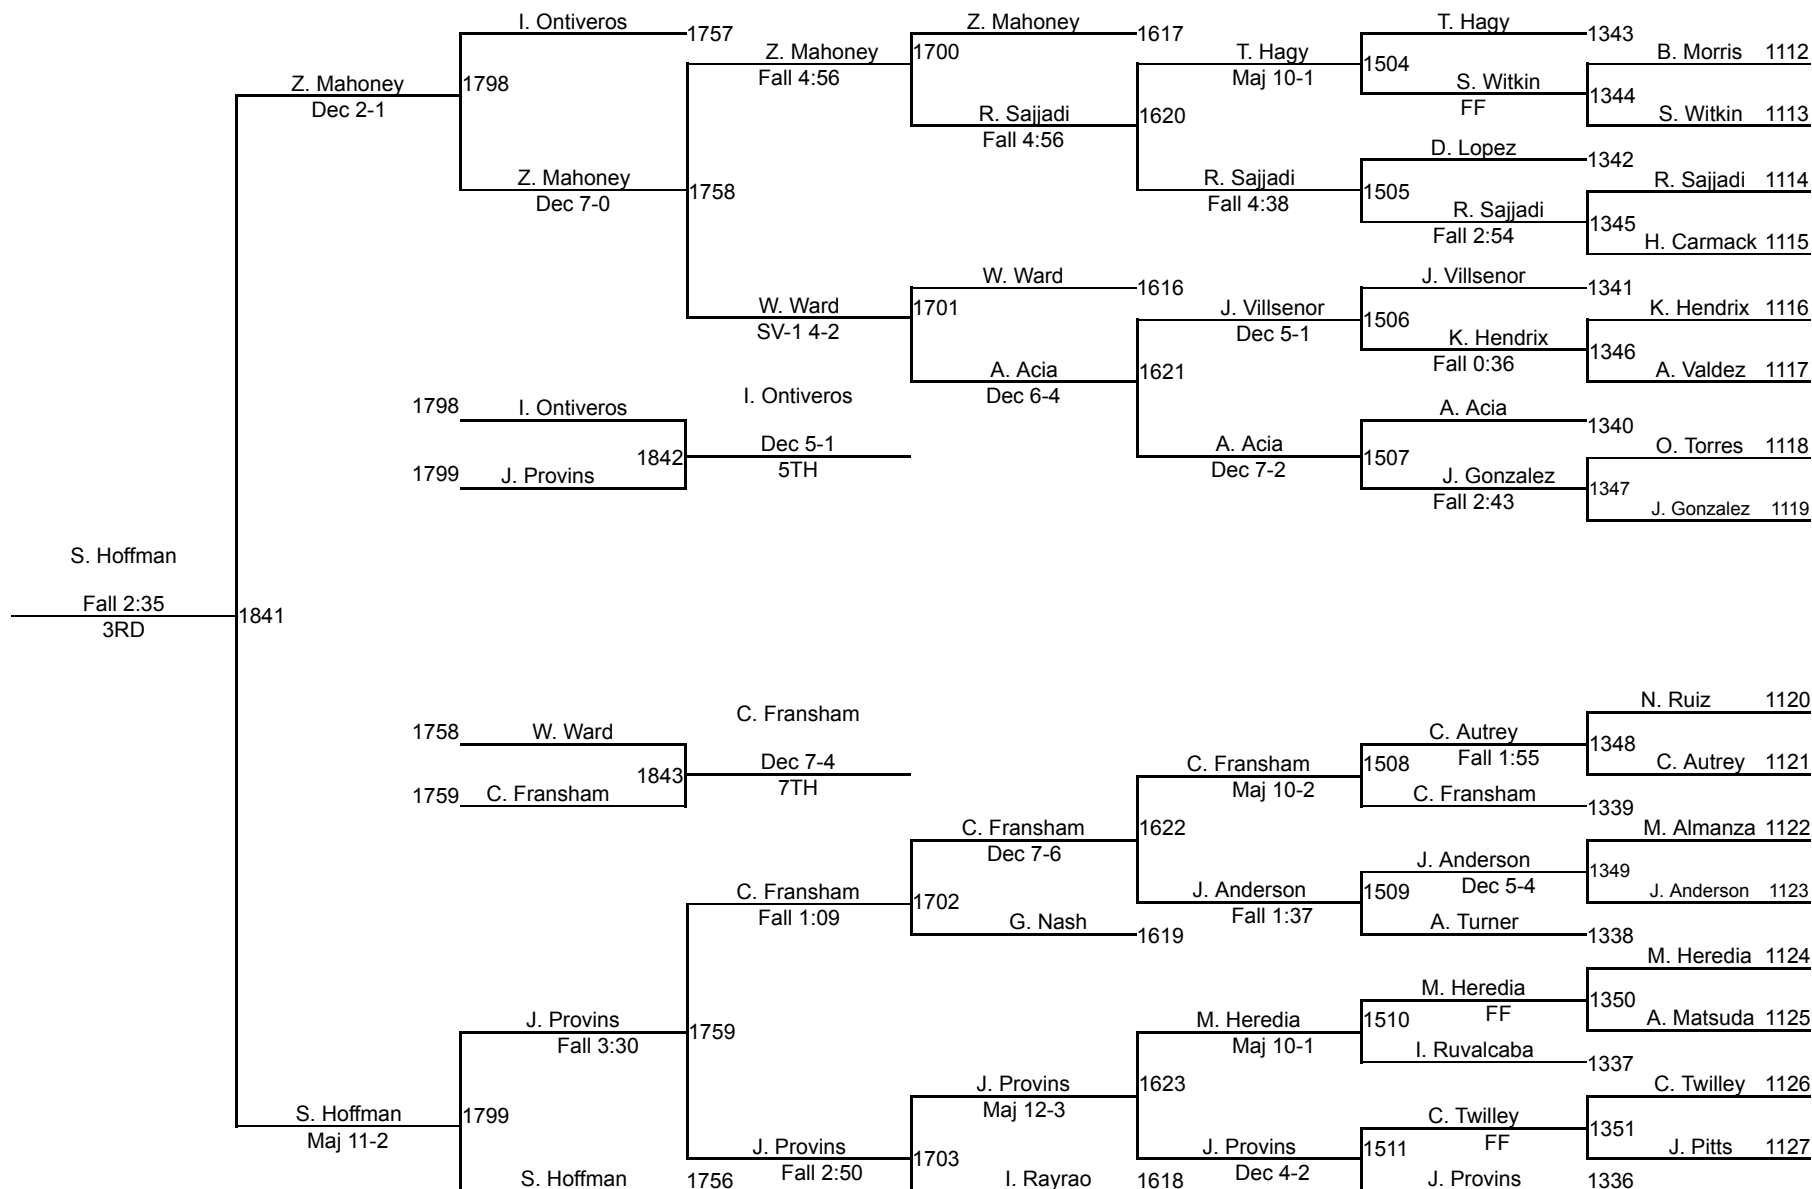 I. Ontiveros 1757 Z. Mahoney 1617 T. Hagy 1343
Z. Mahoney 1700 T. Hagy 1504 B. Morris 1112
Fall 4:56 Maj 10-1
Z. Mahoney 1798 S. Witkin 1344
Dec 2-1 FF
R. Sajjadi 1620 S. Witkin 1113
Fall 4:56
D. Lopez 1342
Z. Mahoney 1758 R. Sajjadi 1505 R. Sajjadi 1114
Dec 7-0 Fall 4:38
R. Sajjadi 1345
Fall 2:54 H. Carmack 1115
W. Ward 1616 J. Villsenor 1341
W. Ward 1701 J. Villsenor 1506 K. Hendrix 1116
SV-1 4-2 Dec 5-1
K. Hendrix 1346
Fall 0:36
A. Acia 1621 A. Valdez 1117
Dec 6-4
I. Ontiveros
1798 I. Ontiveros A. Acia 1340
1842 Dec 5-1 A. Acia 1507 O. Torres 1118
5TH Dec 7-2
1799 J. Provins J. Gonzalez 1347
Fall 2:43 J. Gonzalez 1119
S. Hoffman
Fall 2:35 1841
3RD
C. Fransham N. Ruiz 1120
1758 W. Ward C. Autrey 1348
Fall 1:55
1843 Dec 7-4 C. Fransham 1508 C. Autrey 1121
7TH Maj 10-2
1759 C. Fransham C. Fransham 1339
C. Fransham 1622 M. Almanza 1122
Dec 7-6
J. Anderson 1349
Dec 5-4
C. Fransham 1702 J. Anderson 1509 J. Anderson 1123
Fall 1:09 Fall 1:37
G. Nash 1619 A. Turner 1338
M. Heredia 1124
M. Heredia 1350
FF
J. Provins 1759 M. Heredia 1510 A. Matsuda 1125
Fall 3:30 Maj 10-1
I. Ruvalcaba 1337
J. Provins 1623 C. Twilley 1126
Maj 12-3
S. Hoffman 1799 C. Twilley 1351
Maj 11-2 FF
J. Provins 1703 J. Provins 1511 J. Pitts 1127
Fall 2:50 Dec 4-2
S. Hoffman 1756 I. Rayrao 1618 J. Provins 1336